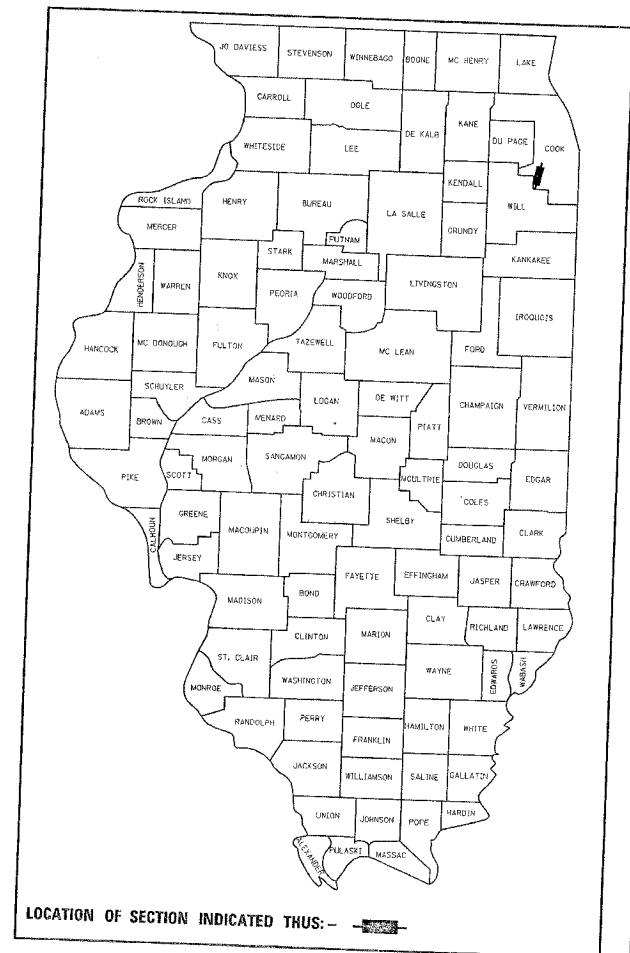 JO DAVIESS
STEVENSON
WINNEBAGO
BOONE
MC HENRY
LAKE
CARROLL
OGLE
DE KALB
KANE
DU PAGE
COOK
WHITESIDE
LEE
KENDALL
WILL
ROCK ISLAND
HENRY
BUREAU
LA SALLE
GRUNDY
MERCER
PUTNAM
STARK
MARSHALL
KANKAKEE
HENDERSON
WARREN
KNOX
PEORIA
WOODFORD
LIVINGSTON
IROQUOIS
HANCOCK
MC DONOUGH
FULTON
TAZEWELL
MC LEAN
FORD
SCHUYLER
MASON
LOGAN
DE WITT
CHAMPAIGN
VERMILION
ADAMS
BROWN
CASS
MENARD
PIATT
MACON
MORGAN
SANGAMON
DOUGLAS
EDGAR
PIKE
SCOTT
CHRISTIAN
MOULTRIE
COLES
GREENE
MACOUPIN
MONTGOMERY
SHELBY
CUMBERLAND
CLARK
CALHOUN
JERSEY
FAYETTE
EFFINGHAM
JASPER
CRAWFORD
MADISON
BOND
CLAY
RICHLAND
LAWRENCE
CLINTON
MARION
ST. CLAIR
WAYNE
EDWARDS
WABASH
WASHINGTON
JEFFERSON
MONROE
RANDOLPH
PERRY
HAMILTON
WHITE
FRANKLIN
JACKSON
WILLIAMSON
SALINE
GALLATIN
UNION
JOHNSON
POPE
HARDIN
ALEXANDER
PULASKI
MASSAC
LOCATION OF SECTION INDICATED THUS: -